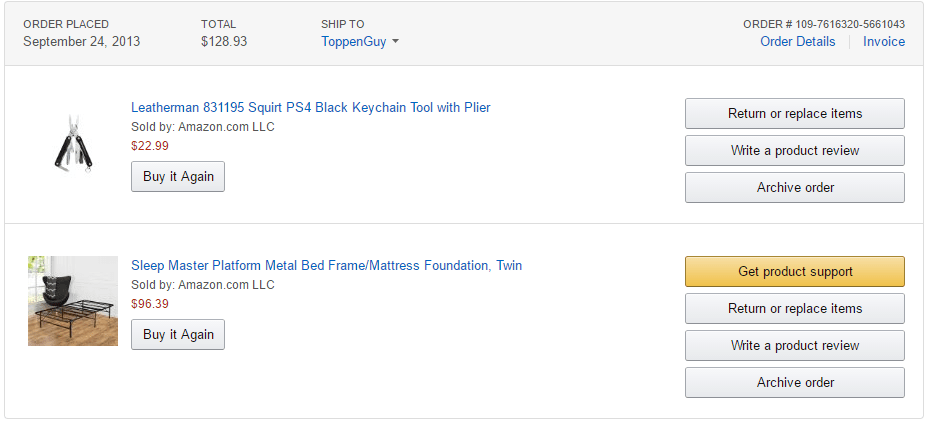 ORDER PLACED
September 24, 2013
TOTAL
$128.93
SHIP TO
ToppenGuy
ORDER # 109-7616320-5661043
Order Details
Invoice
Leatherman 831195 Squirt PS4 Black Keychain Tool with Plier
Sold by: Amazon.com LLC
$22.99
Buy it Again
Return or replace items
Write a product review
Archive order
Sleep Master Platform Metal Bed Frame/Mattress Foundation, Twin
Sold by: Amazon.com LLC
$96.39
Buy it Again
Get product support
Return or replace items
Write a product review
Archive order